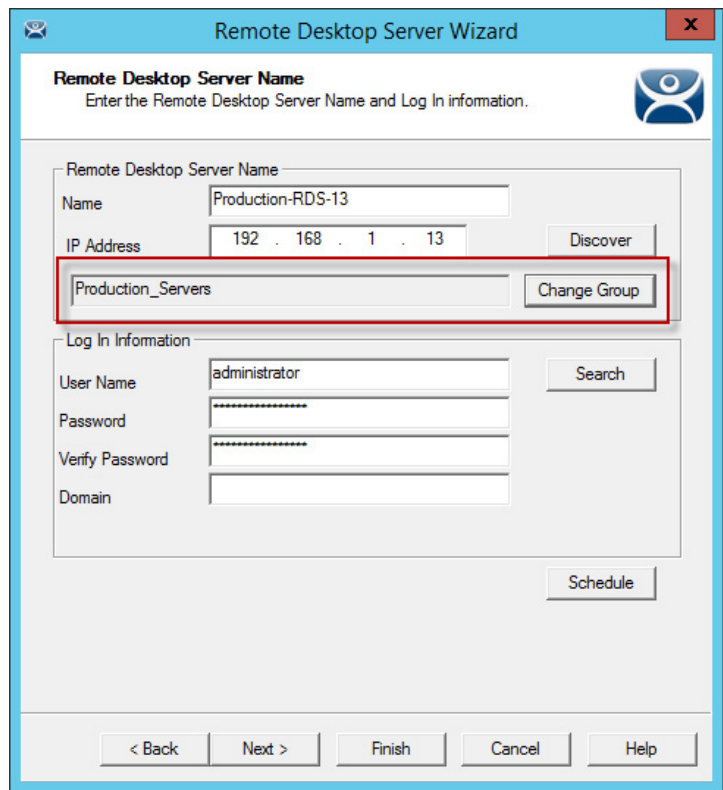 Remote Desktop Server Wizard
x
Remote Desktop Server Name
Enter the Remote Desktop Server Name and Log In information.
Remote Desktop Server Name
Name
Production-RDS-13
IP Address
192 . 168 . 1 . 13
Discover
Production_Servers
Change Group
Log In Information
User Name
administrator
Search
Password
****************
Verify Password
****************
Domain
Schedule
< Back
Next >
Finish
Cancel
Help